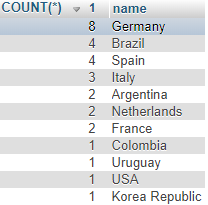 COUNT(*) 1 name
8 Germany
4 Brazil
4 Spain
3 Italy
2 Argentina
2 Netherlands
2 France
1 Colombia
1 Uruguay
1 USA
1 Korea Republic